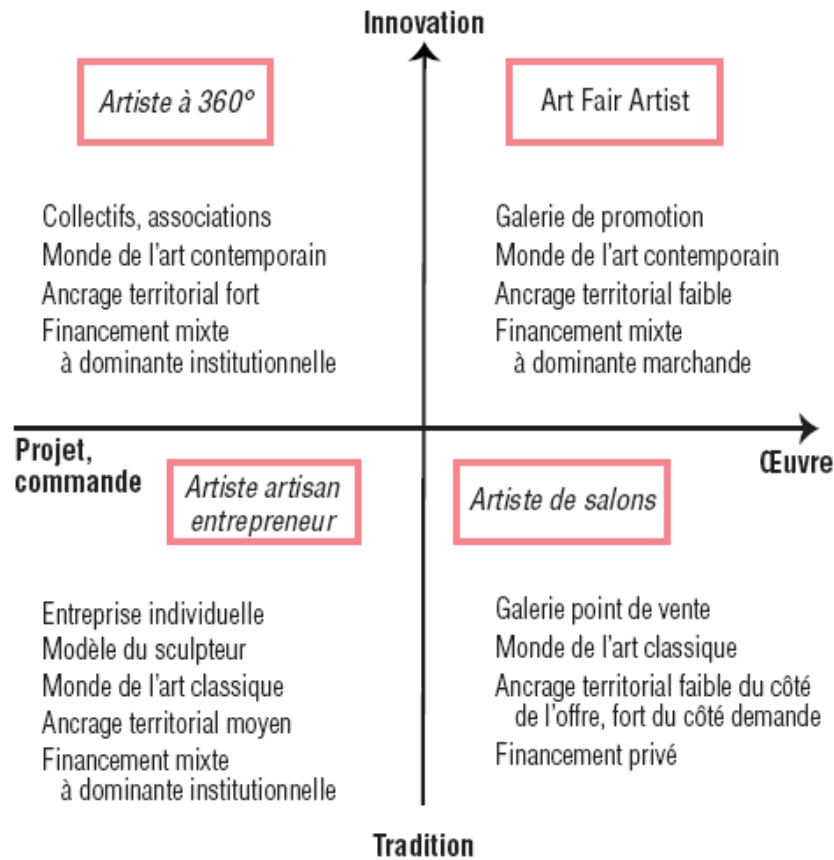 Innovation
Artiste à 360°
Art Fair Artist
Collectifs, associations
Monde de l'art contemporain
Ancrage territorial fort
Financement mixte
à dominante institutionnelle
Galerie de promotion
Monde de l'art contemporain
Ancrage territorial faible
Financement mixte
à dominante marchande
Projet,
commande
Œuvre
Artiste artisan
entrepreneur
Artiste de salons
Entreprise individuelle
Modèle du sculpteur
Monde de l'art classique
Ancrage territorial moyen
Financement mixte
à dominante institutionnelle
Galerie point de vente
Monde de l'art classique
Ancrage territorial faible du côté
de l'offre, fort du côté demande
Financement privé
Tradition